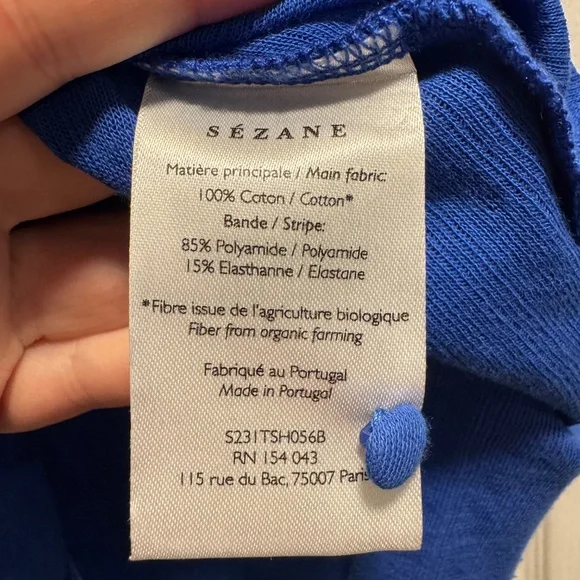 SÉZANE
Matière principale / Main fabric:
100% Coton / Cotton*
Bande / Stripe:
85% Polyamide / Polyamide
15% Elasthanne / Elastane
*Fibre issue de l'agriculture biologique
Fiber from organic farming
Fabriqué au Portugal
Made in Portugal
S231TSH056B
RN 154 043
115 rue du Bac, 75007 Paris